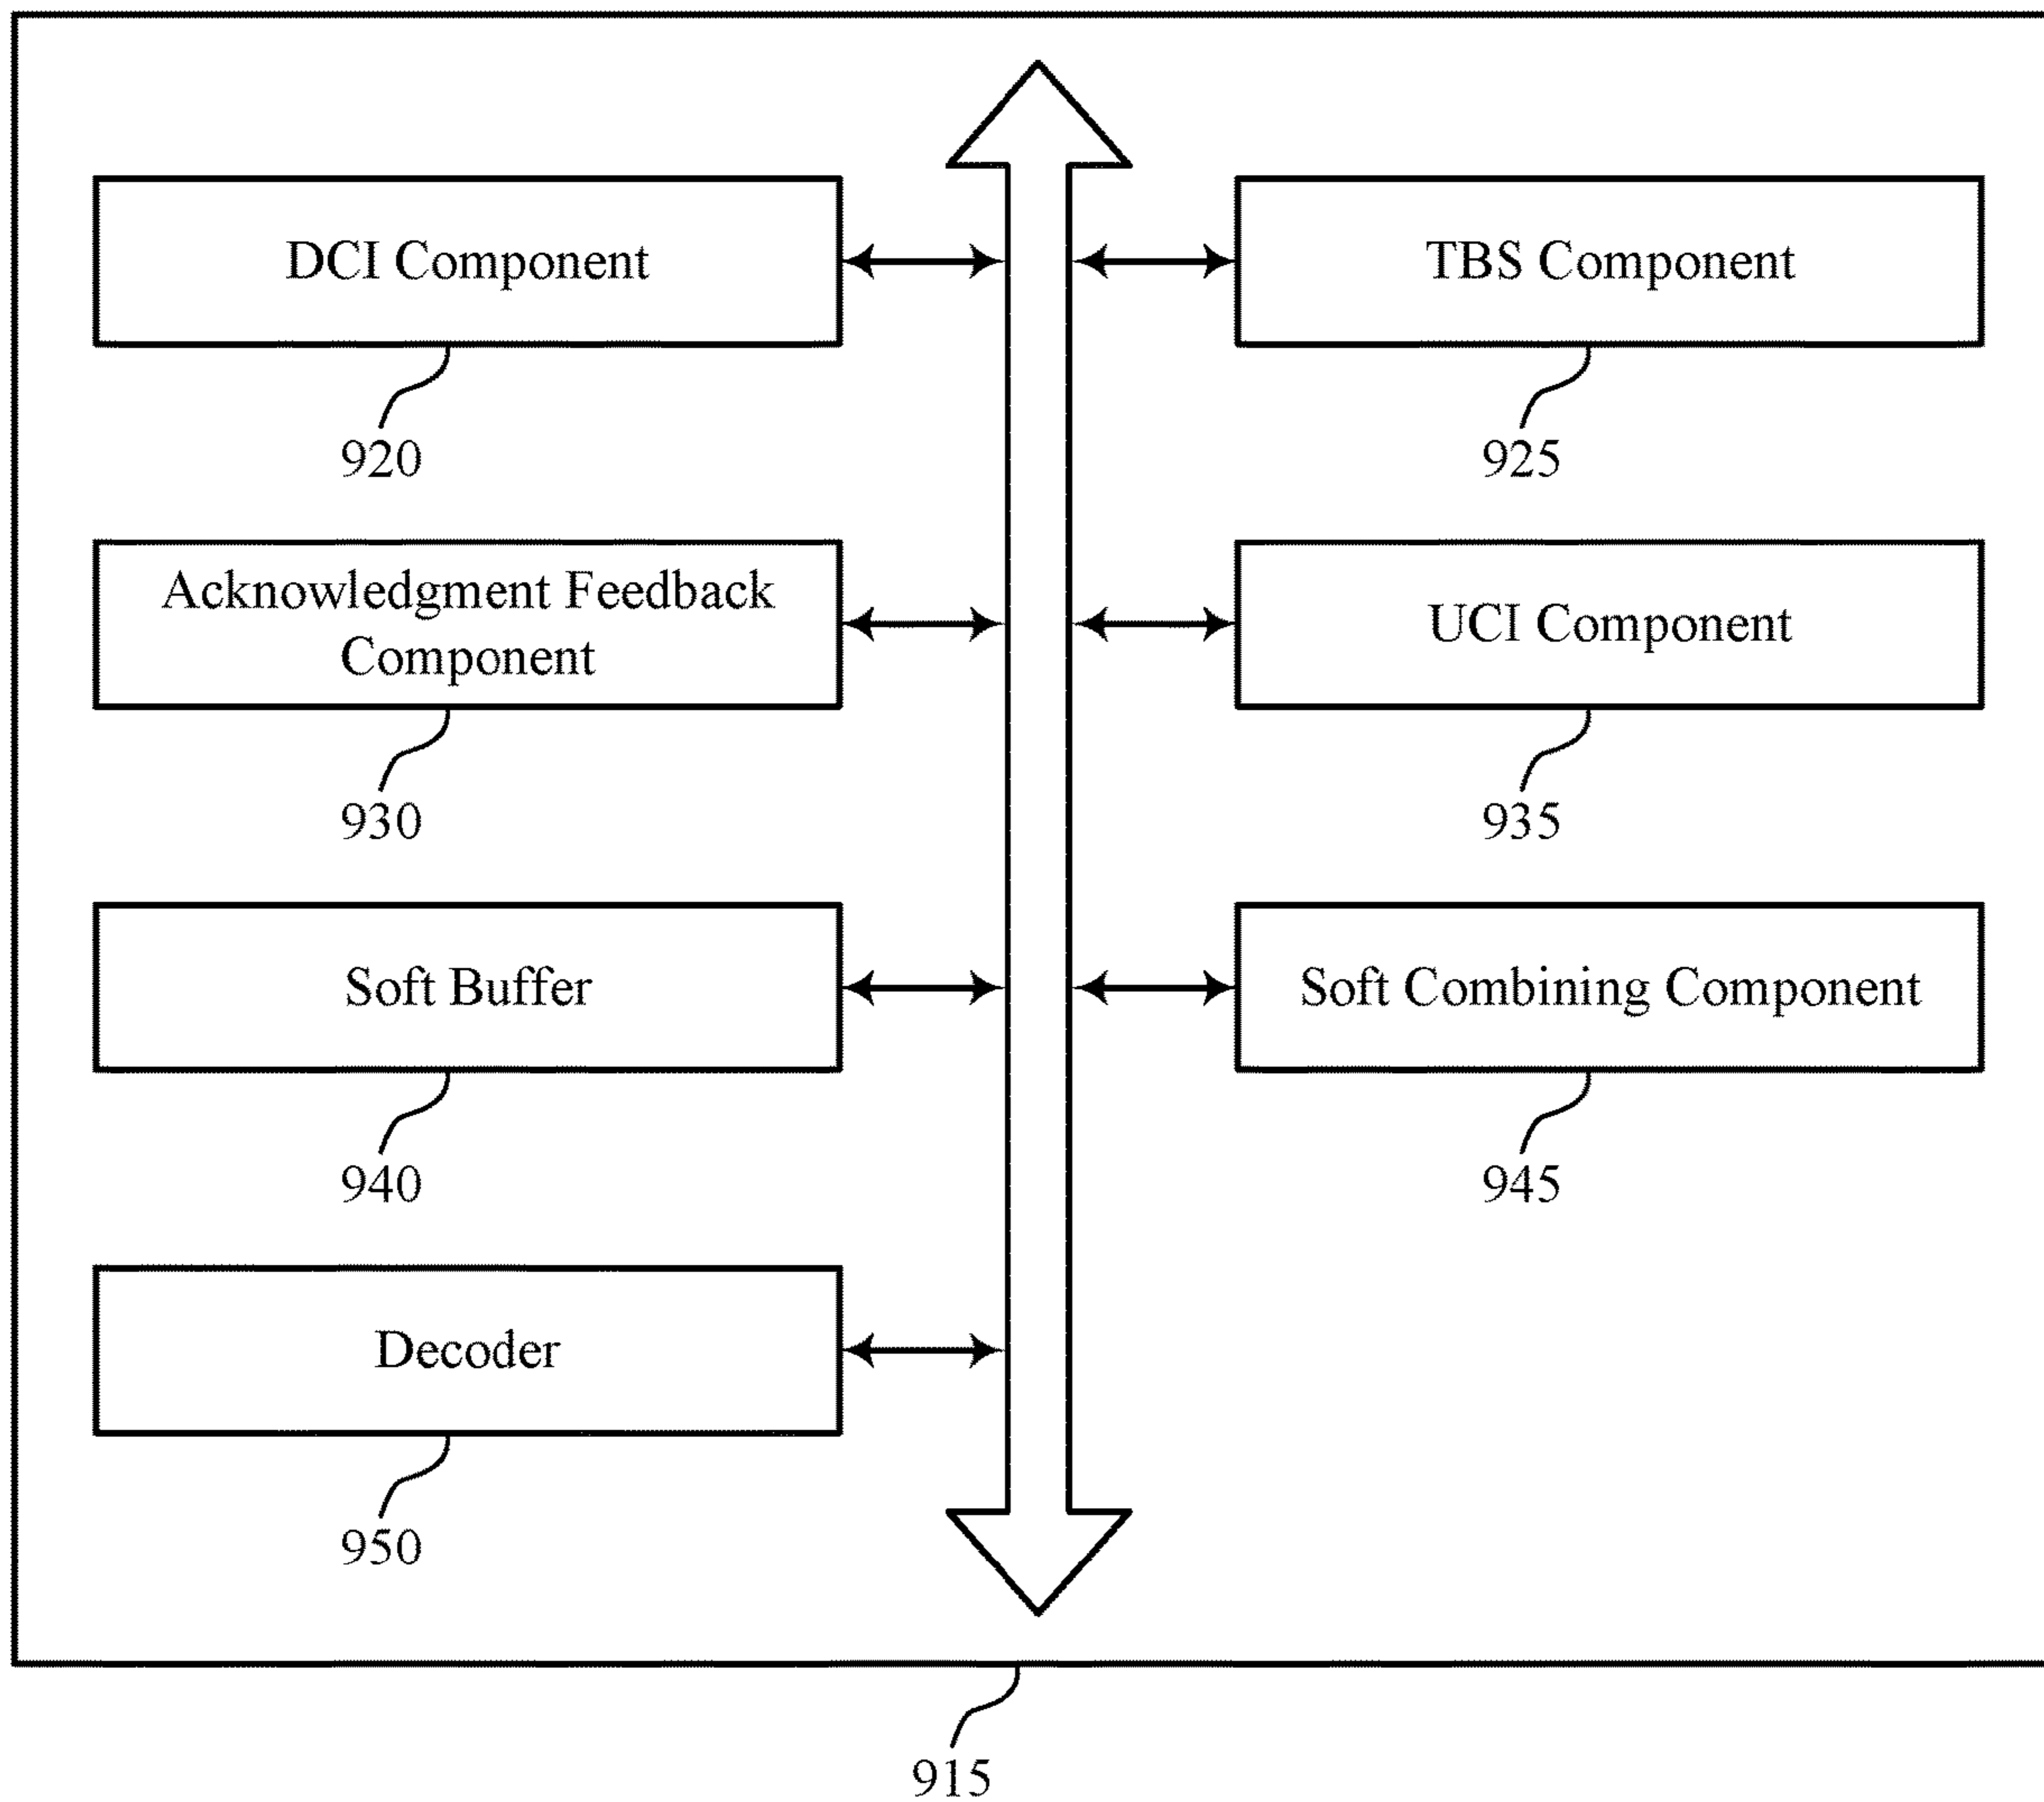 DCI Component
TBS Component
920
925
Acknowledgment Feedback
Component
UCI Component
930
935
Soft Buffer
Soft Combining Component
940
945
Decoder
950
915